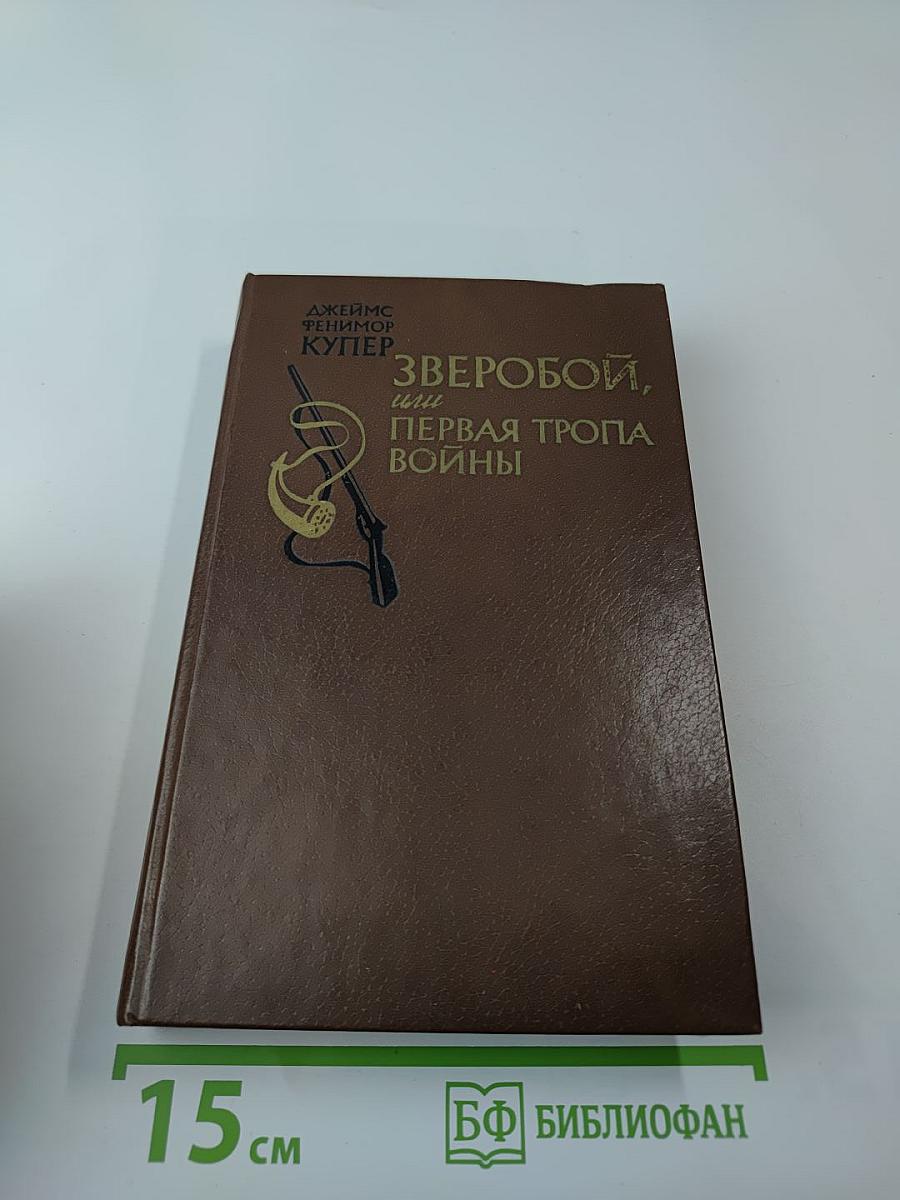 ДЖЕЙМС
ФЕНИМОР
КУПЕР
ЗВЕРОБОЙ,
или
ПЕРВАЯ ТРОПА
ВОЙНЫ
15 см
БФ БИБЛИОФАН